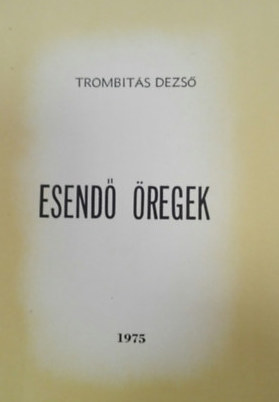 TROMBITÁS DEZSŐ
ESENDŐ ÖREGEK
1975